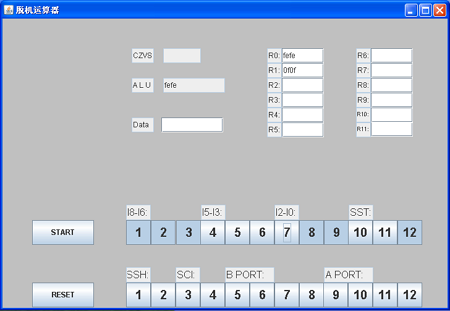 脱机运算器
CZVS R0: fefe R6:
R1: 0f0f R7:
A L U fefe R2: R8:
R3: R9:
Data R4: R10:
R5: R11:
I8-I6: I5-I3: I2-I0: SST:
START 1 2 3 4 5 6 7 8 9 10 11 12
SSH: SCI: B PORT: A PORT:
RESET 1 2 3 4 5 6 7 8 9 10 11 12